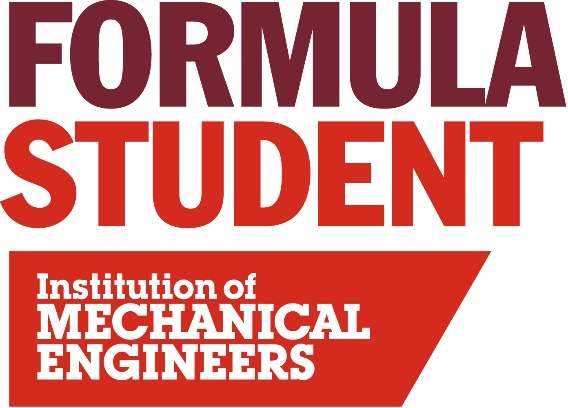 FORMULA
STUDENT
Institution of
MECHANICAL
ENGINEERS